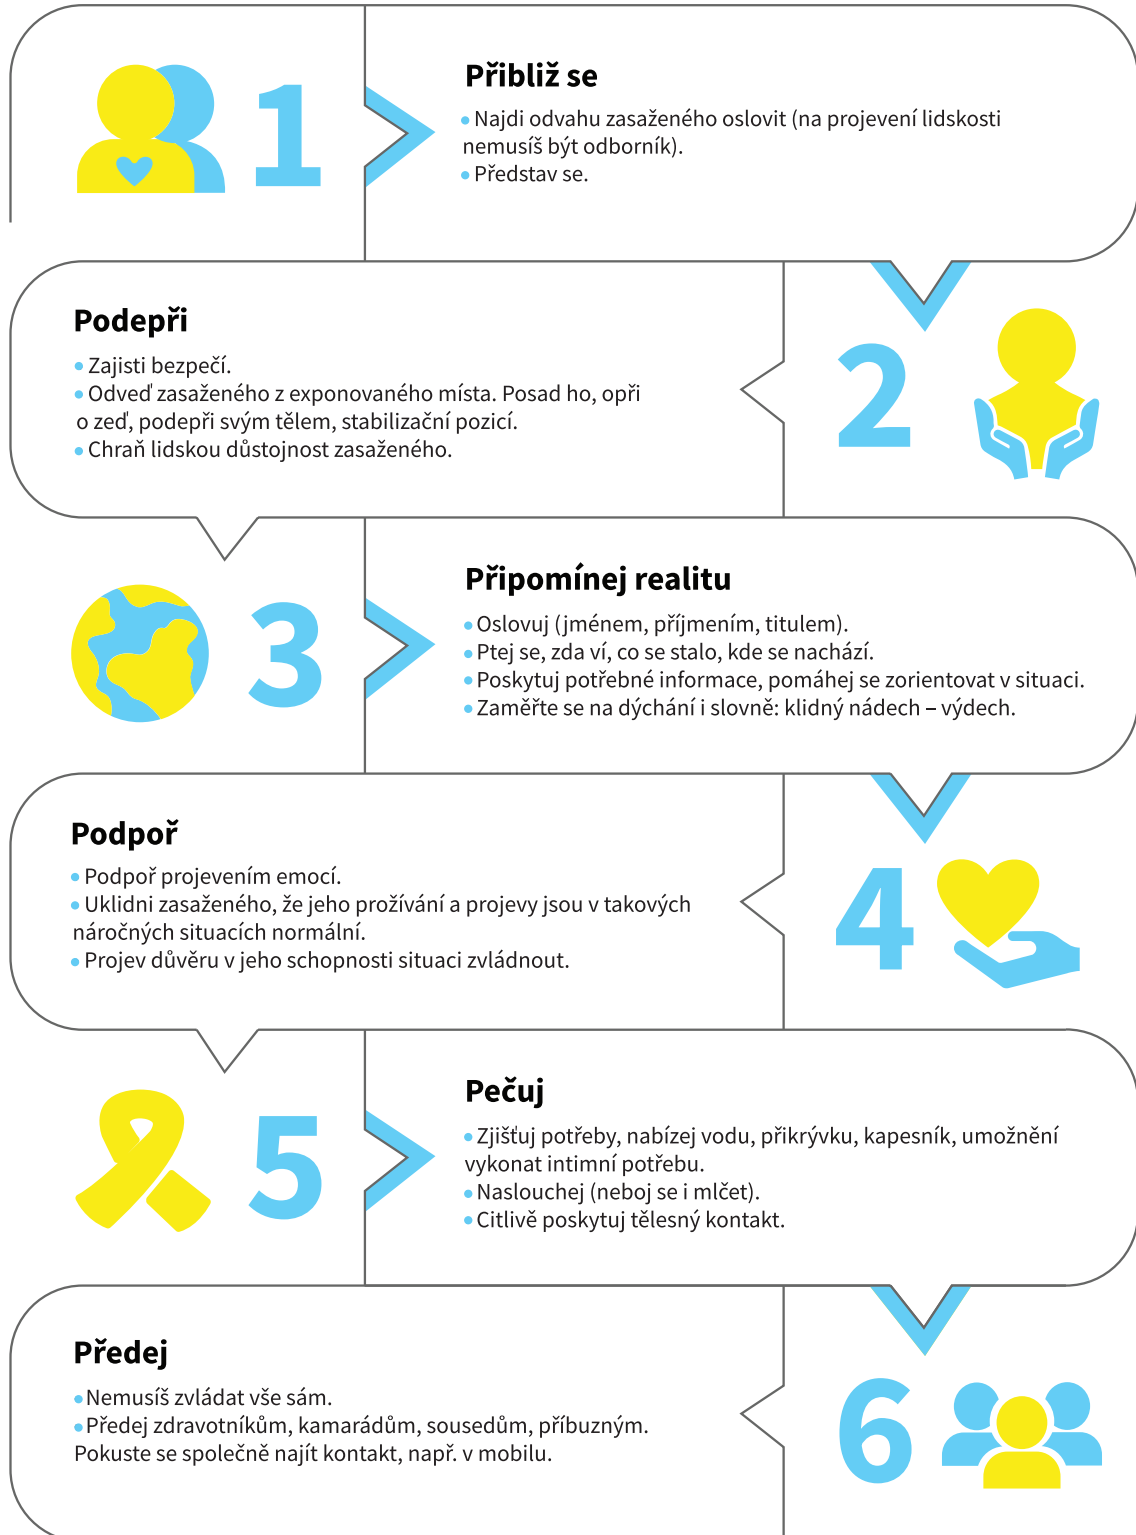 1
Přibliž se
• Najdi odvahu zasaženého oslovit (na projevení lidskosti
nemusíš být odborník).
• Představ se.
2
Podepři
• Zajisti bezpečí.
• Odveď zasaženého z exponovaného místa. Posad ho, opři
o zeď, podepři svým tělem, stabilizační pozicí.
• Chraň lidskou důstojnost zasaženého.
3
Připomínej realitu
• Oslovuj (jménem, příjmením, titulem).
• Ptej se, zda ví, co se stalo, kde se nachází.
• Poskytuj potřebné informace, pomáhej se zorientovat v situaci.
• Zaměřte se na dýchání i slovně: klidný nádech – výdech.
4
Podpoř
• Podpoř projevením emocí.
• Uklidni zasaženého, že jeho prožívání a projevy jsou v takových
náročných situacích normální.
• Projev důvěru v jeho schopnosti situaci zvládnout.
5
Pečuj
• Zjišťuj potřeby, nabízej vodu, přikrývku, kapesník, umožnění
vykonat intimní potřebu.
• Naslouchej (neboj se i mlčet).
• Citlivě poskytuj tělesný kontakt.
6
Předej
• Nemusíš zvládat vše sám.
• Předej zdravotníkům, kamarádům, sousedům, příbuzným.
Pokuste se společně najít kontakt, např. v mobilu.